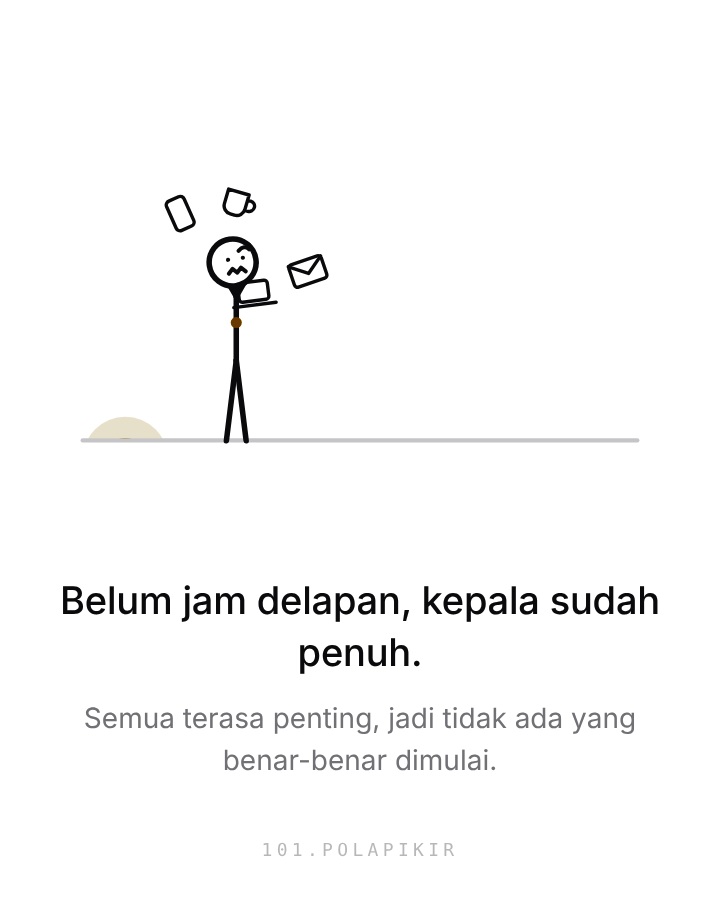 Belum jam delapan, kepala sudah
penuh.
Semua terasa penting, jadi tidak ada yang
benar-benar dimulai.
101.POLAPIKIR